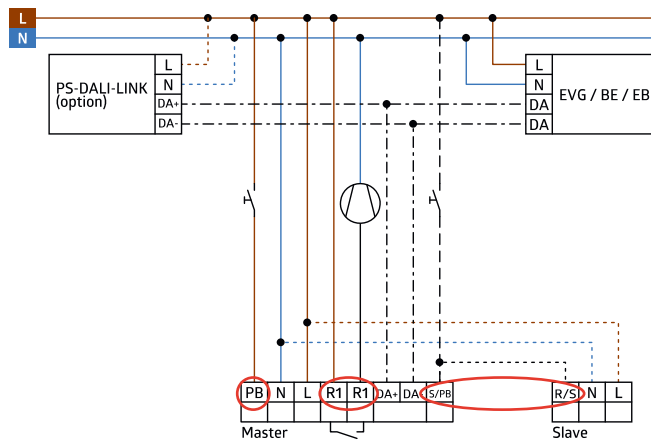 L
N
PS-DALI-LINK
(option)
L
N
DA+
DA-
L
N
DA
DA
EVG / BE / EB
PB N L R1 R1 DA+ DA- S/PB
R/S N L
Master
Slave